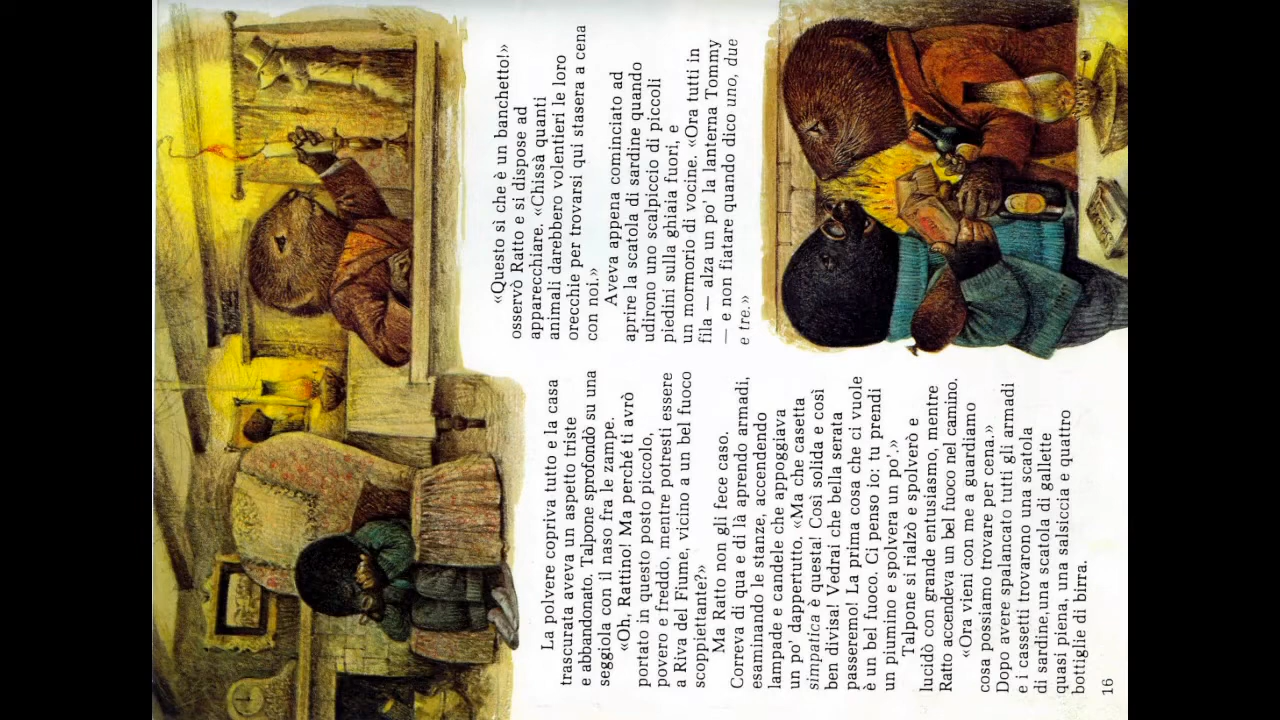 La polvere copriva tutto e la casa
trascurata aveva un aspetto triste
e abbandonato. Talpone sprofondò su una
seggiola con il naso fra le zampe.
«Oh, Rattino! Ma perché ti avrò
portato in questo posto piccolo,
povero e freddo, mentre potresti essere
a Riva del Fiume, vicino a un bel fuoco
scoppiettante?»
Ma Ratto non gli fece caso.
Correva di qua e di là aprendo armadi,
esaminando le stanze, accendendo
lampade e candele che appoggiava
un po' dappertutto. «Ma che casetta
simpatica è questa! Così solida e così
ben divisa! Vedrai che bella serata
passeremo! La prima cosa che ci vuole
è un bel fuoco. Ci penso io: tu prendi
un piumino e spolvera un po'.»
Talpone si rialzò e spolverò e
lucidò con grande entusiasmo, mentre
Ratto accendeva un bel fuoco nel camino.
«Ora vieni con me a guardiamo
cosa possiamo trovare per cena.»
Dopo avere spalancato tutti gli armadi
e i cassetti trovarono una scatola
di sardine,una scatola di gallette
quasi piena, una salsiccia e quattro
bottiglie di birra.
16
«Questo sì che è un banchetto!»
osservò Ratto e si dispose ad
apparecchiare. «Chissà quanti
animali darebbero volentieri le loro
orecchie per trovarsi qui stasera a cena
con noi.»
Aveva appena cominciato ad
aprire la scatola di sardine quando
udirono uno scalpiccio di piccoli
piedini sulla ghiaia fuori, e
un mormorio di vocine. «Ora tutti in
fila — alza un po' la lanterna Tommy
— e non fiatare quando dico uno, due
e tre.»